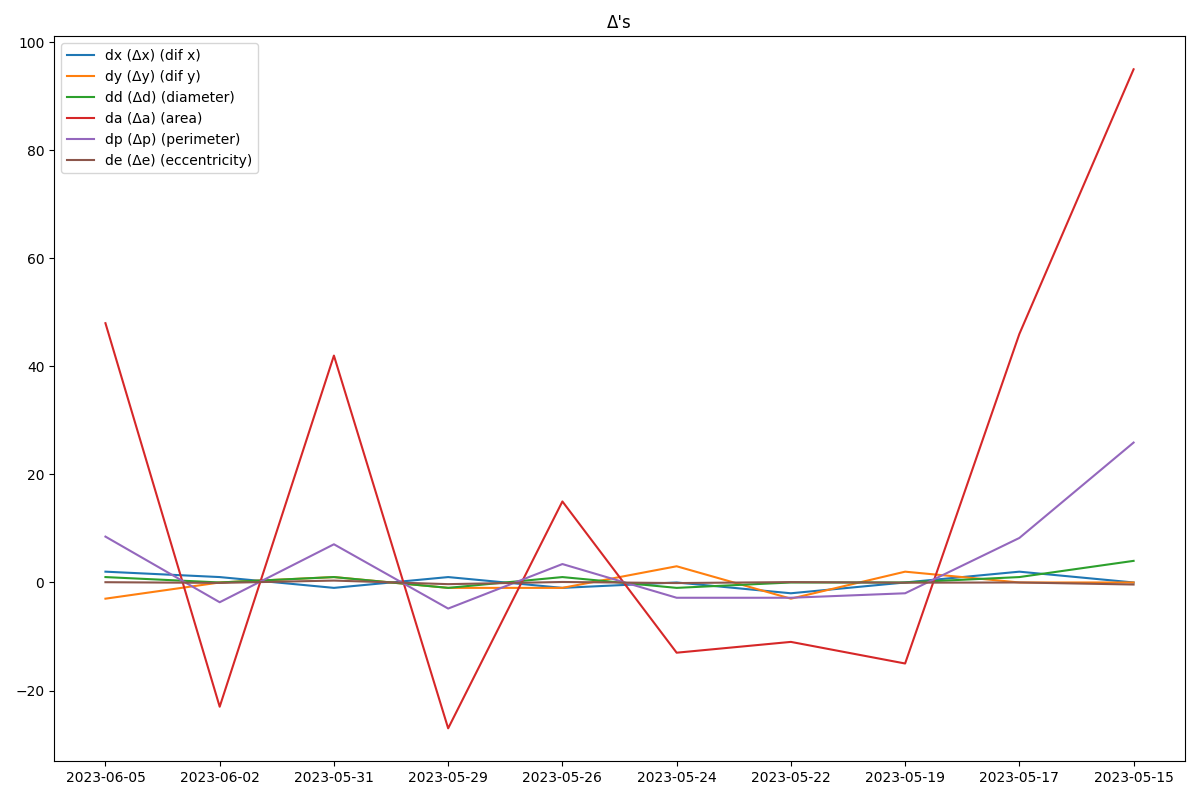 Δ's
100
80
60
40
20
0
−20
dx (Δx) (dif x)
dy (Δy) (dif y)
dd (Δd) (diameter)
da (Δa) (area)
dp (Δp) (perimeter)
de (Δe) (eccentricity)
2023-06-05 2023-06-02 2023-05-31 2023-05-29 2023-05-26 2023-05-24 2023-05-22 2023-05-19 2023-05-17 2023-05-15